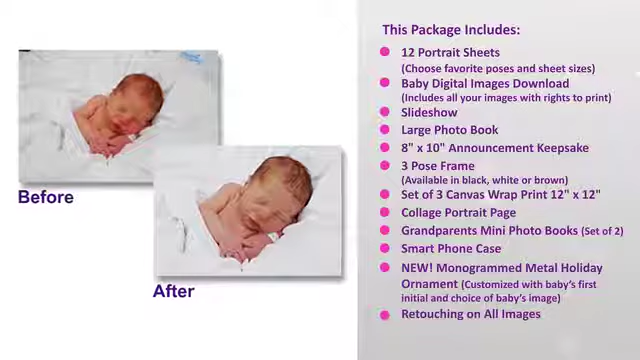 Before
After
This Package Includes:
12 Portrait Sheets
(Choose favorite poses and sheet sizes)
Baby Digital Images Download
(Includes all your images with rights to print)
Slideshow
Large Photo Book
8" x 10" Announcement Keepsake
3 Pose Frame
(Available in black, white or brown)
Set of 3 Canvas Wrap Print 12" x 12"
Collage Portrait Page
Grandparents Mini Photo Books (Set of 2)
Smart Phone Case
NEW! Monogrammed Metal Holiday
Ornament (Customized with baby’s first
initial and choice of baby’s image)
Retouching on All Images